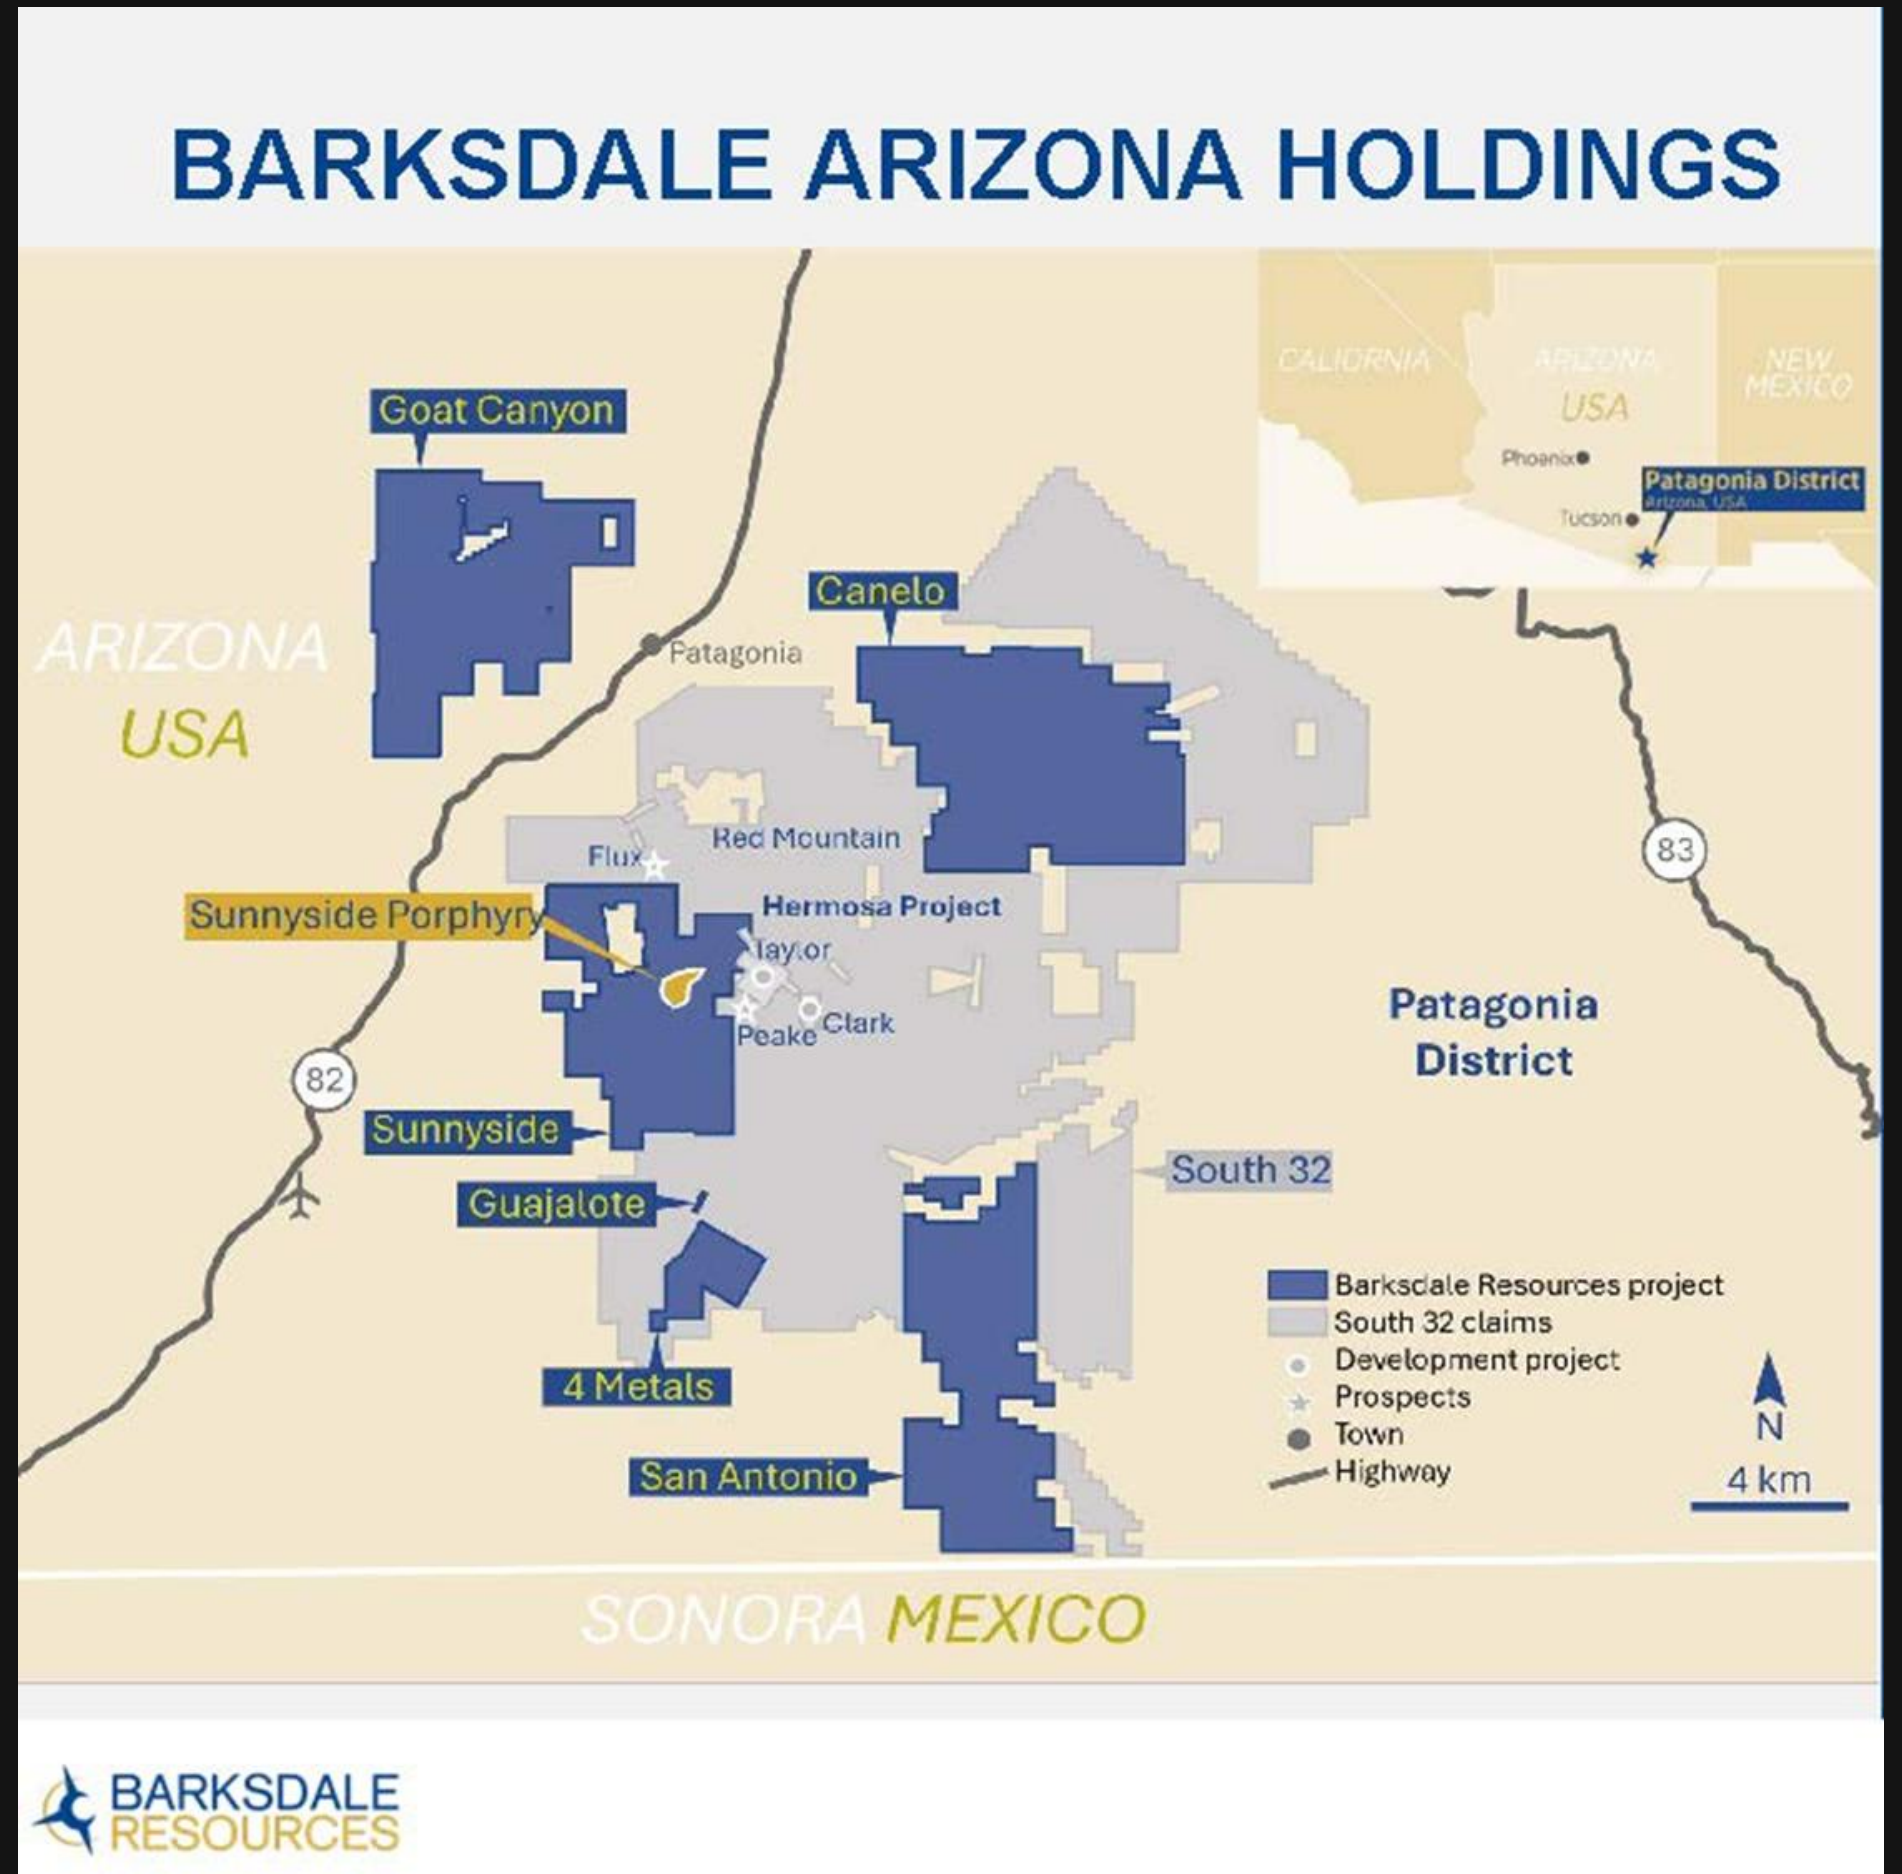 BARKSDALE ARIZONA HOLDINGS
CALIORNIA
ARIZONA
USA
NEW
MEXICO
Phoenix
Patagonia District
Arizona, USA
Tucson
Goat Canyon
Canelo
ARIZONA
USA
Patagonia
Red Mountain
Flux
83
Sunnyside Porphyry
Hermosa Project
Taylor
Peake
Clark
Patagonia
District
82
Sunnyside
South 32
Guajalote
4 Metals
San Antonio
Barksdale Resources project
South 32 claims
Development project
Prospects
Town
Highway
N
4 km
SONORA MEXICO
BARKSDALE
RESOURCES